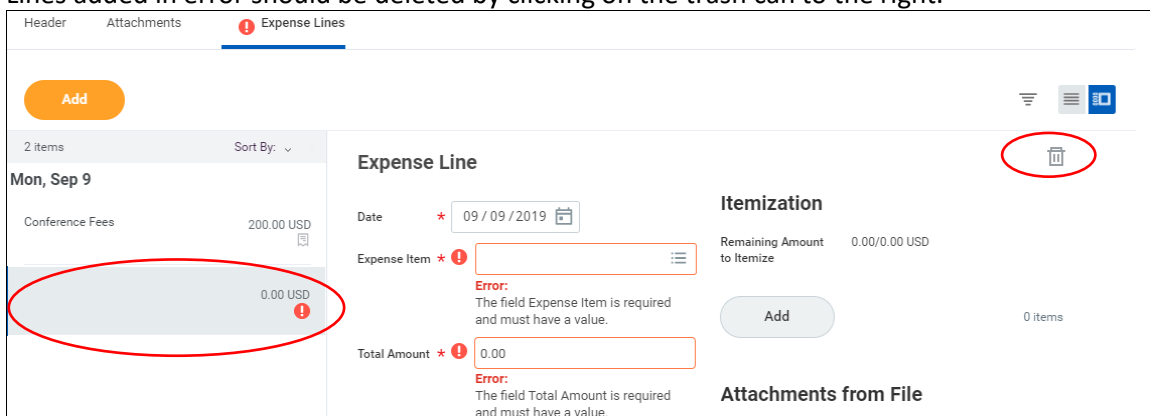 Lines added in error should be deleted by clicking on the trash can to the right.
Header Attachments Expense Lines
Add
2 items Sort By:
Mon, Sep 9
Conference Fees 200.00 USD
0.00 USD
Expense Line
Date * 09 / 09 / 2019
Expense Item *
Error:
The field Expense Item is required
and must have a value.
Total Amount * 0.00
Error:
The field Total Amount is required
and must have a value.
Itemization
Remaining Amount 0.00/0.00 USD
to Itemize
Add 0 items
Attachments from File